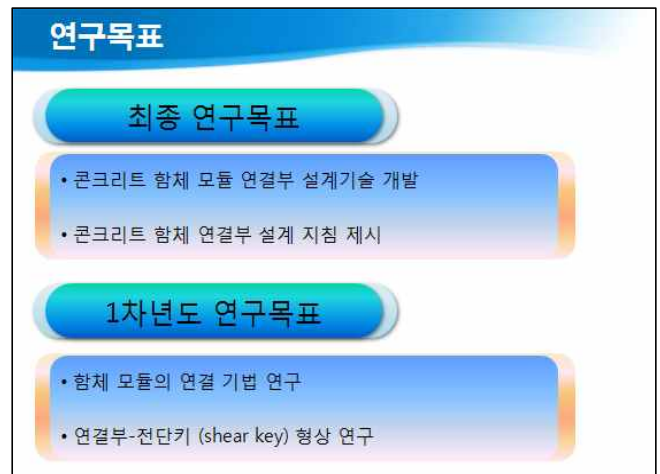 연구목표
최종 연구목표
• 콘크리트 함체 모듈 연결부 설계기술 개발
• 콘크리트 함체 연결부 설계 지침 제시
1차년도 연구목표
• 함체 모듈의 연결 기법 연구
• 연결부-전단키 (shear key) 형상 연구